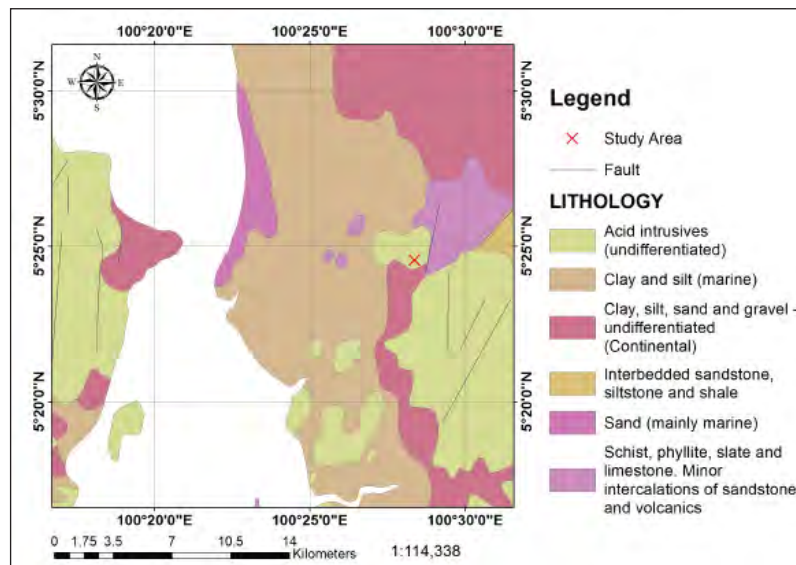 100°20'0"E 100°25'0"E 100°30'0"E
N
W E
S
5°30'0"N 5°30'0"N
5°25'0"N 5°25'0"N
5°20'0"N 5°20'0"N
100°20'0"E 100°25'0"E 100°30'0"E
0 1.75 3.5 7 10.5 14
Kilometers
1:114,338
Legend
Study Area
Fault
LITHOLOGY
Acid intrusives
(undifferentiated)
Clay and silt (marine)
Clay, silt, sand and gravel -
undifferentiated
(Continental)
Interbedded sandstone,
siltstone and shale
Sand (mainly marine)
Schist, phyllite, slate and
limestone. Minor
intercalations of sandstone
and volcanics